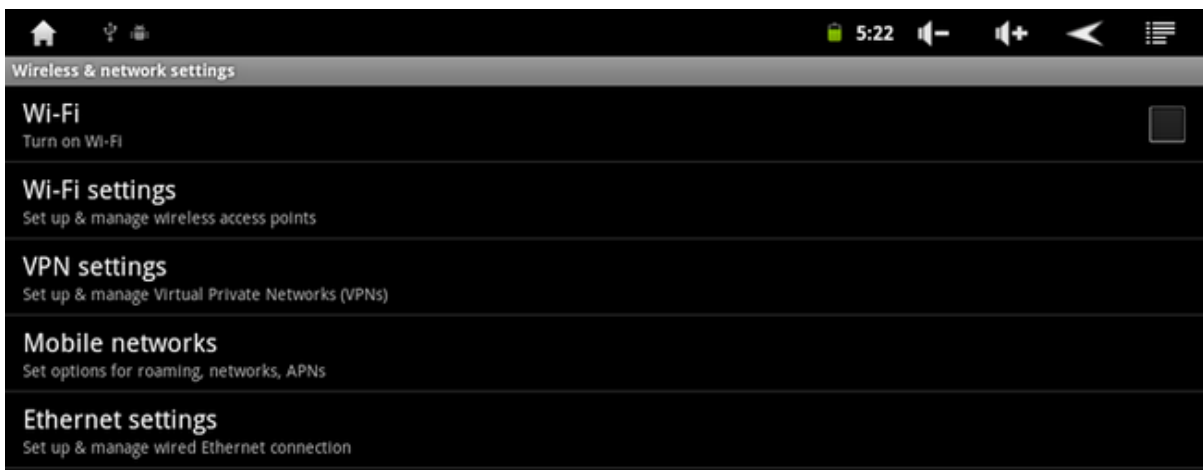 5:22
Wireless & network settings
Wi-Fi
Turn on Wi-Fi
Wi-Fi settings
Set up & manage wireless access points
VPN settings
Set up & manage Virtual Private Networks (VPNs)
Mobile networks
Set options for roaming, networks, APNs
Ethernet settings
Set up & manage wired Ethernet connection